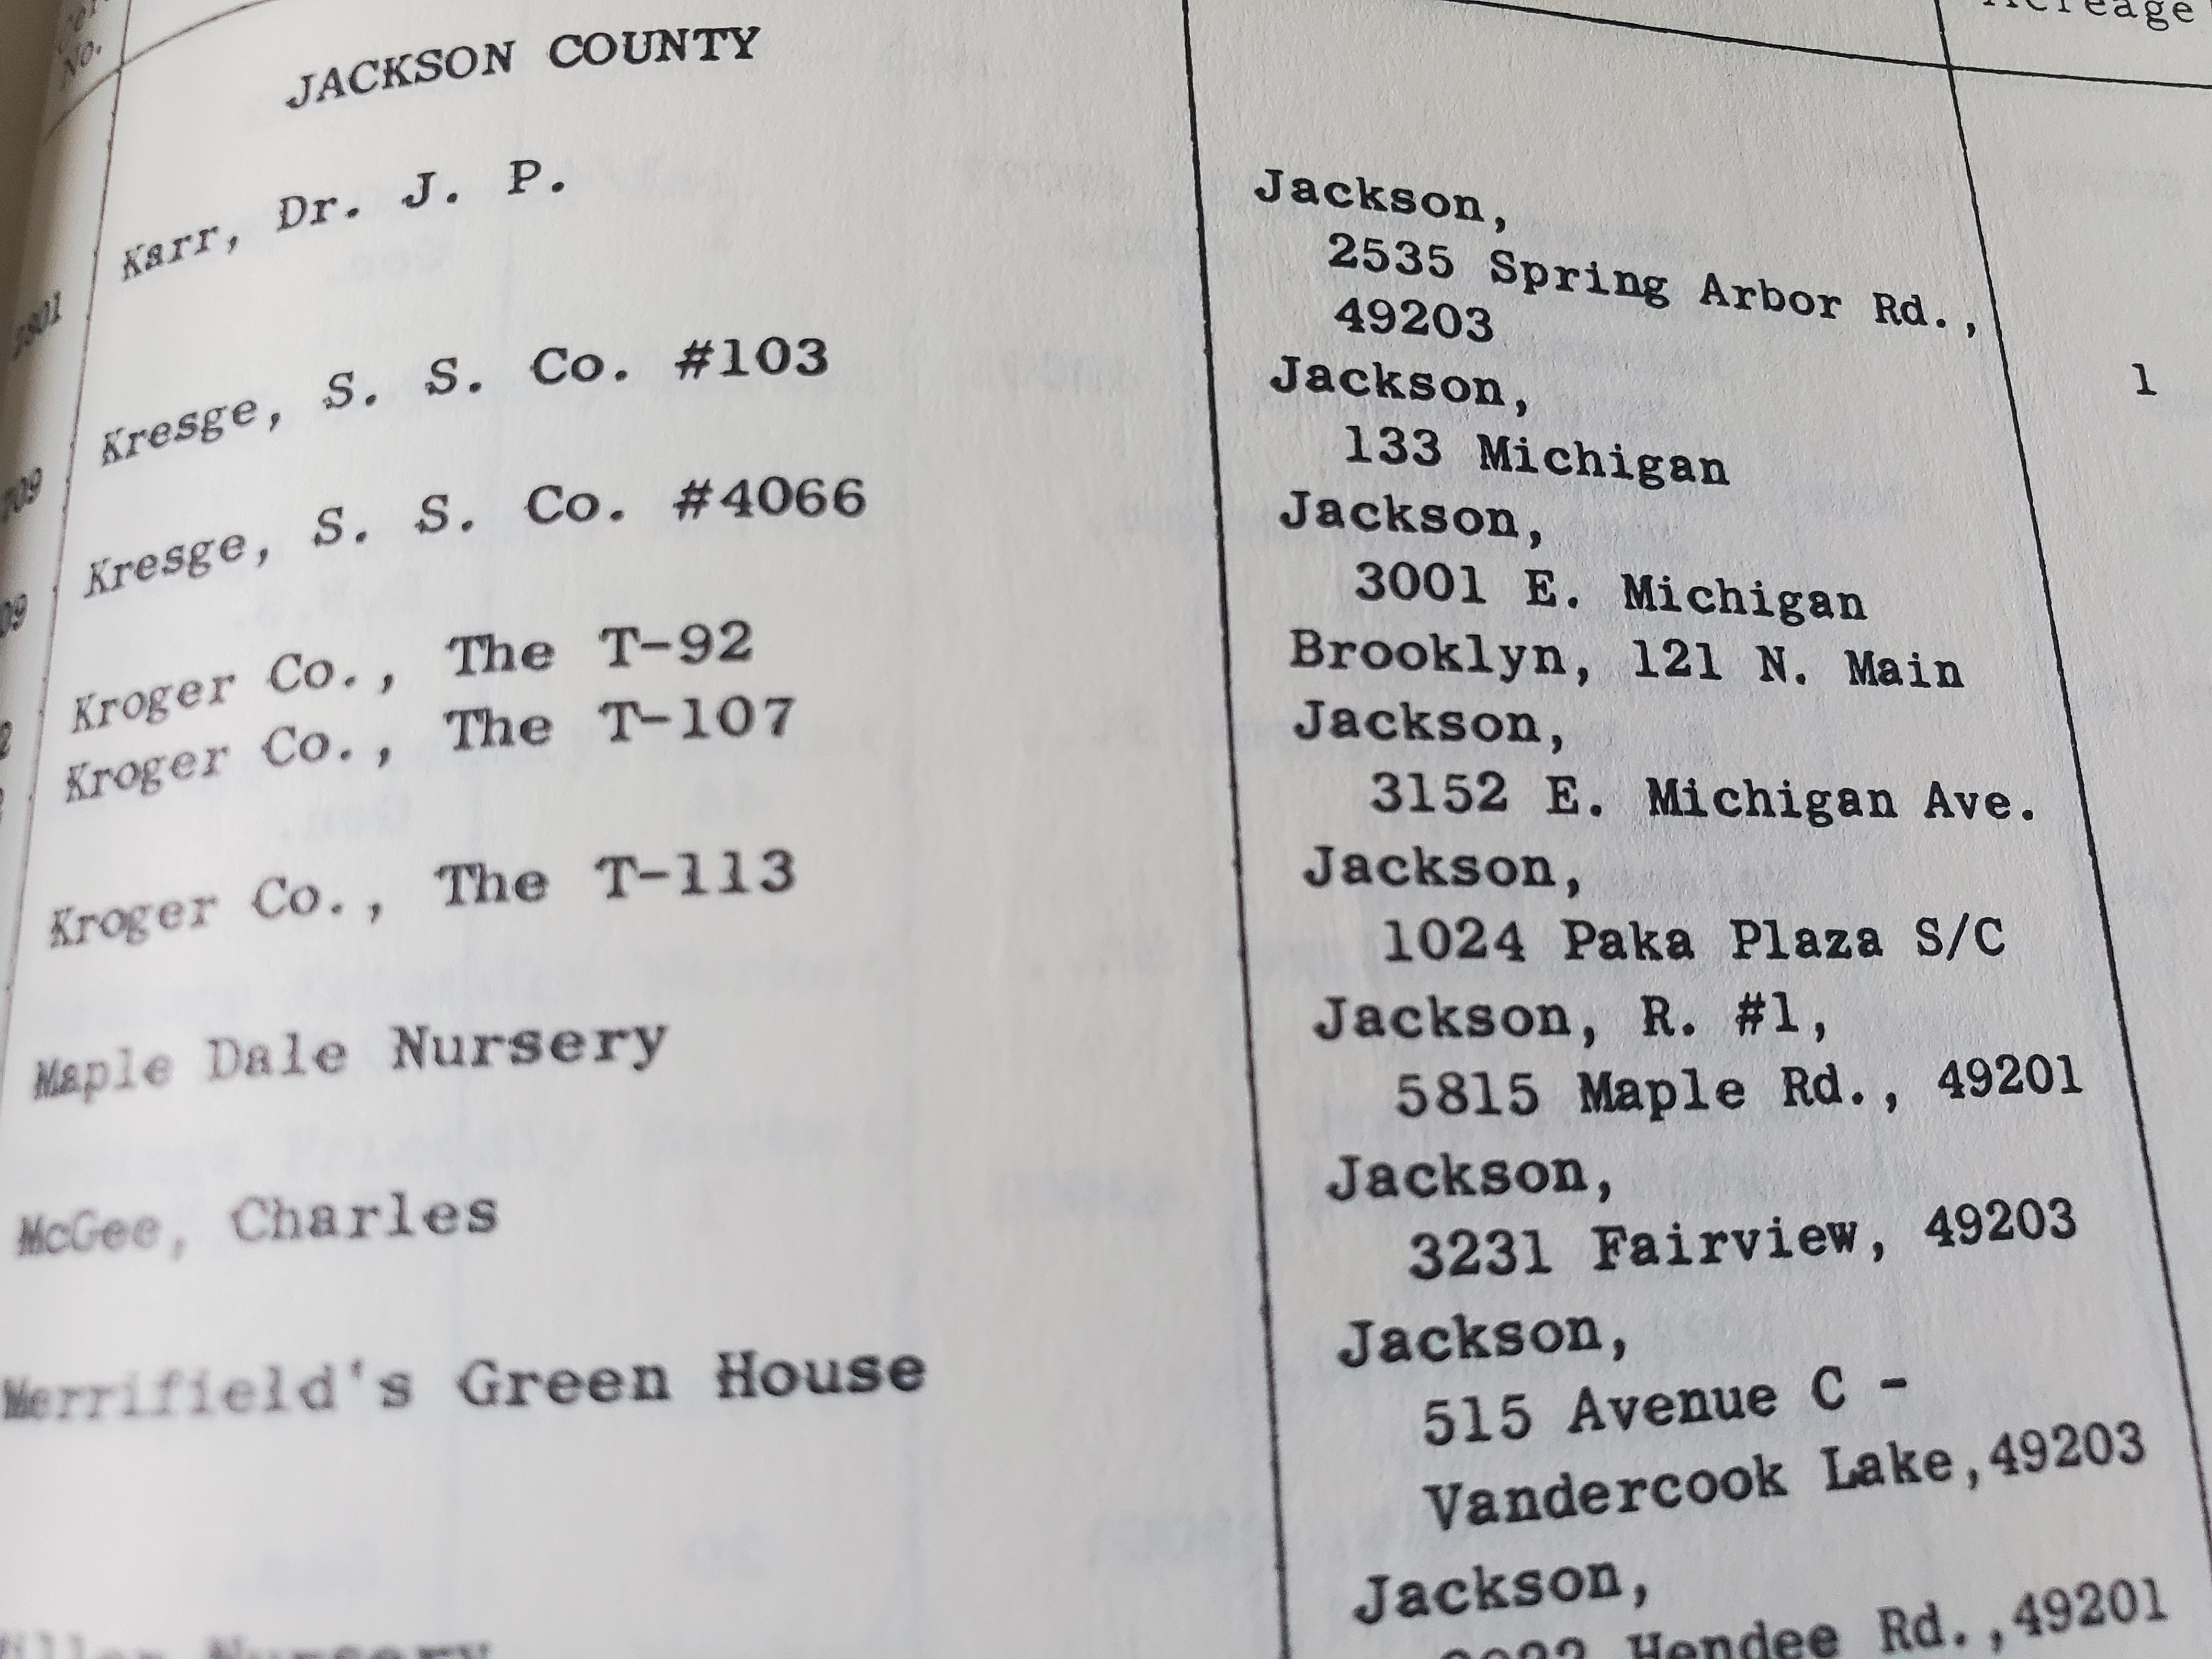 No.
JACKSON COUNTY
Acreage
Karr, Dr. J. P.
Jackson,
2535 Spring Arbor Rd.,
49203
1
Kresge, S. S. Co. #103
Jackson,
133 Michigan
Kresge, S. S. Co. #4066
Jackson,
3001 E. Michigan
Kroger Co., The T-92
Brooklyn, 121 N. Main
Kroger Co., The T-107
Jackson,
3152 E. Michigan Ave.
Kroger Co., The T-113
Jackson,
1024 Paka Plaza S/C
Maple Dale Nursery
Jackson, R. #1,
5815 Maple Rd., 49201
McGee, Charles
Jackson,
3231 Fairview, 49203
Merrifield's Green House
Jackson,
515 Avenue C -
Vandercook Lake,49203
Nursery
Jackson,
Hendee Rd.,49201